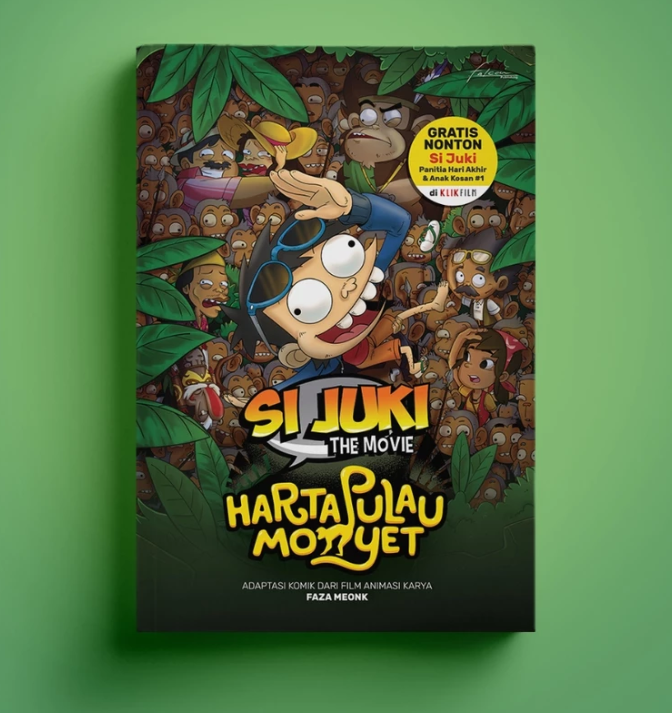 GRATIS
NONTON
Si Juki
Panitia Hari Akhir
& Anak Kosan #1
di KLIKFILM
SI JUKI
THE MOVIE
HARTA PULAU
MONYET
ADAPTASI KOMIK DARI FILM ANIMASI KARYA
FAZA MEONK